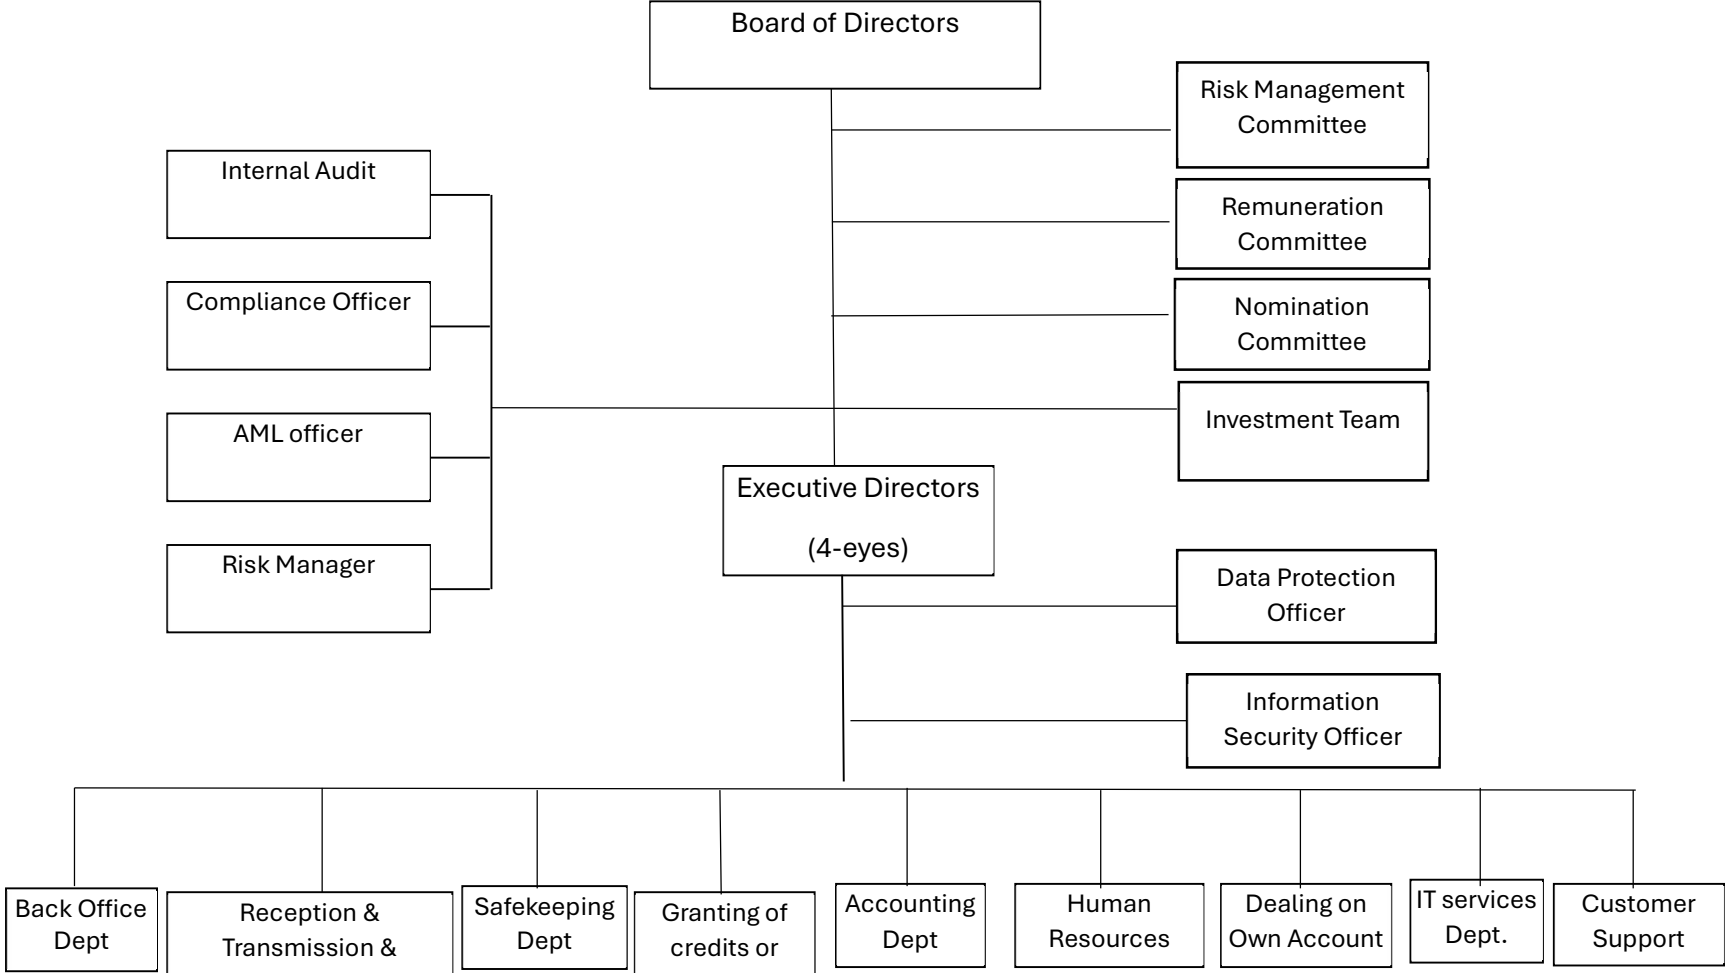 Board of Directors
Risk Management
Committee
Internal Audit
Remuneration
Committee
Compliance Officer
Nomination
Committee
AML officer
Investment Team
Executive Directors
(4-eyes)
Risk Manager
Data Protection
Officer
Information
Security Officer
Back Office
Dept
Reception &
Transmission &
Safekeeping
Dept
Granting of
credits or
Accounting
Dept
Human
Resources
Dealing on
Own Account
IT services
Dept.
Customer
Support